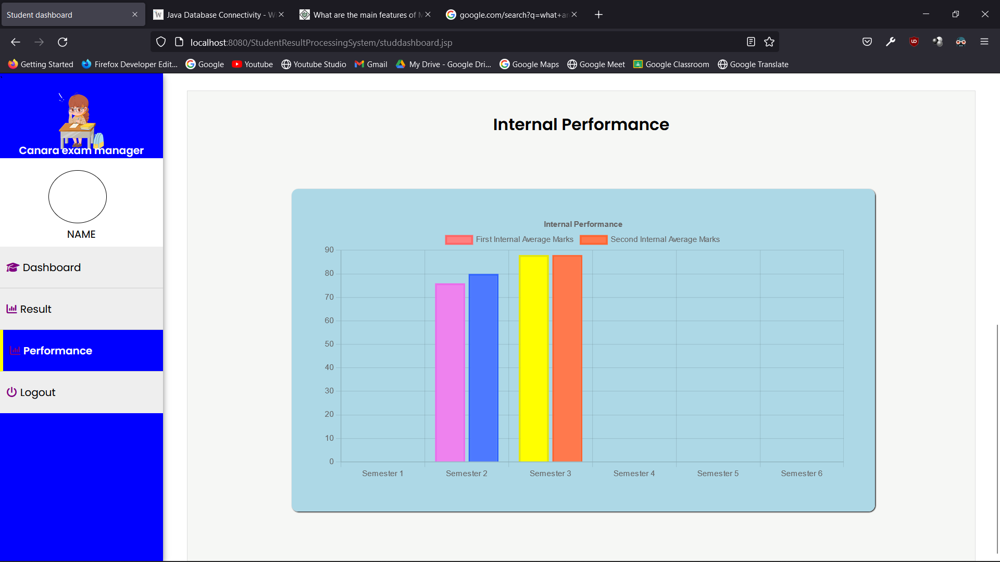 Student dashboard
Java Database Connectivity - W
What are the main features of M
google.com/search?q=what+ar
localhost:8080/StudentResultProcessingSystem/studdashboard.jsp
Getting Started
Firefox Developer Edit...
Google
Youtube
Youtube Studio
Gmail
My Drive - Google Dri...
Google Maps
Google Meet
Google Classroom
Google Translate
Canara exam manager
NAME
Dashboard
Result
Performance
Logout
Internal Performance
Internal Performance
First Internal Average Marks
Second Internal Average Marks
90
80
70
60
50
40
30
20
10
0
Semester 1
Semester 2
Semester 3
Semester 4
Semester 5
Semester 6